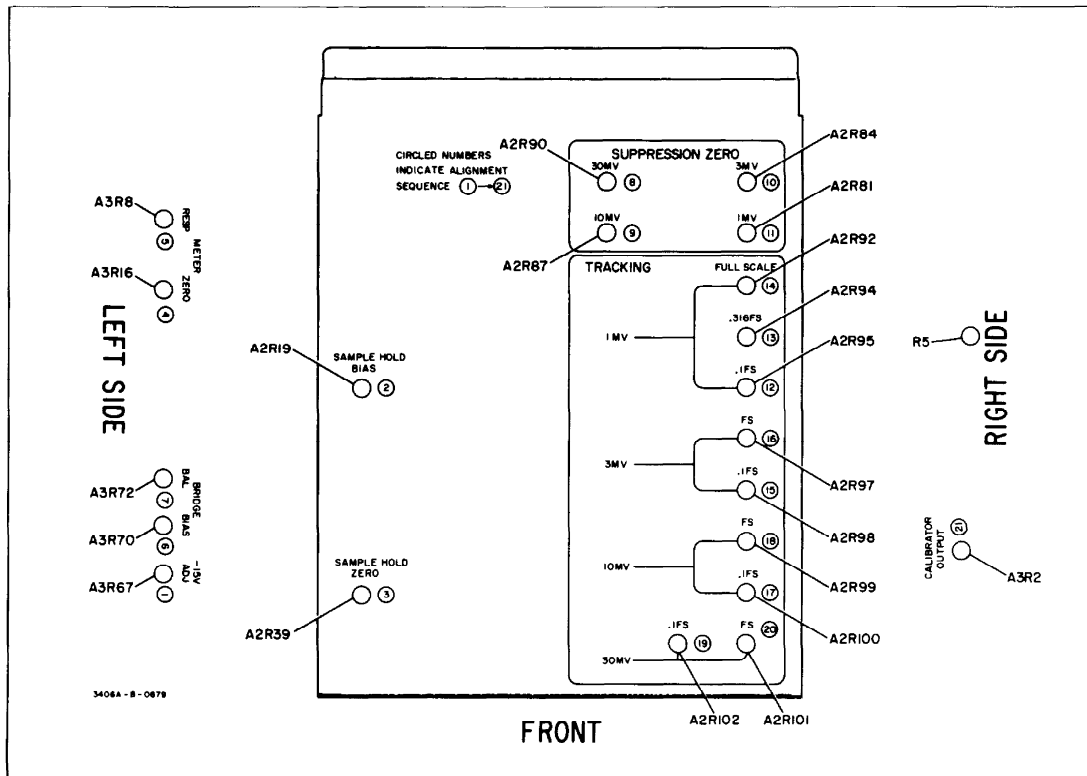 CIRCLED NUMBERS
INDICATE ALIGNMENT
SEQUENCE 1 → 21
A2R90
A2R84
SUPPRESSION ZERO
30MV
8
3MV
10
A2R81
10MV
9
1MV
11
A2R87
A2R92
TRACKING
FULL SCALE
14
A2R94
.316FS
13
1MV
A2R95
.1FS
12
FS
16
A2R97
3MV
.1FS
15
A2R98
FS
18
A2R99
10MV
.1FS
17
A2R100
.1FS
19
FS
20
30MV
A2R102
A2R101
A3R8
RESP
5
METER
A3R16
ZERO
4
LEFT SIDE
A2R19
SAMPLE HOLD
BIAS
2
A3R72
BAL
7
BRIDGE
A3R70
BIAS
6
A3R67
-15V
ADJ
1
SAMPLE HOLD
ZERO
3
A2R39
R5
RIGHT SIDE
CALIBRATOR
OUTPUT
21
A3R2
3406A-B-0679
FRONT